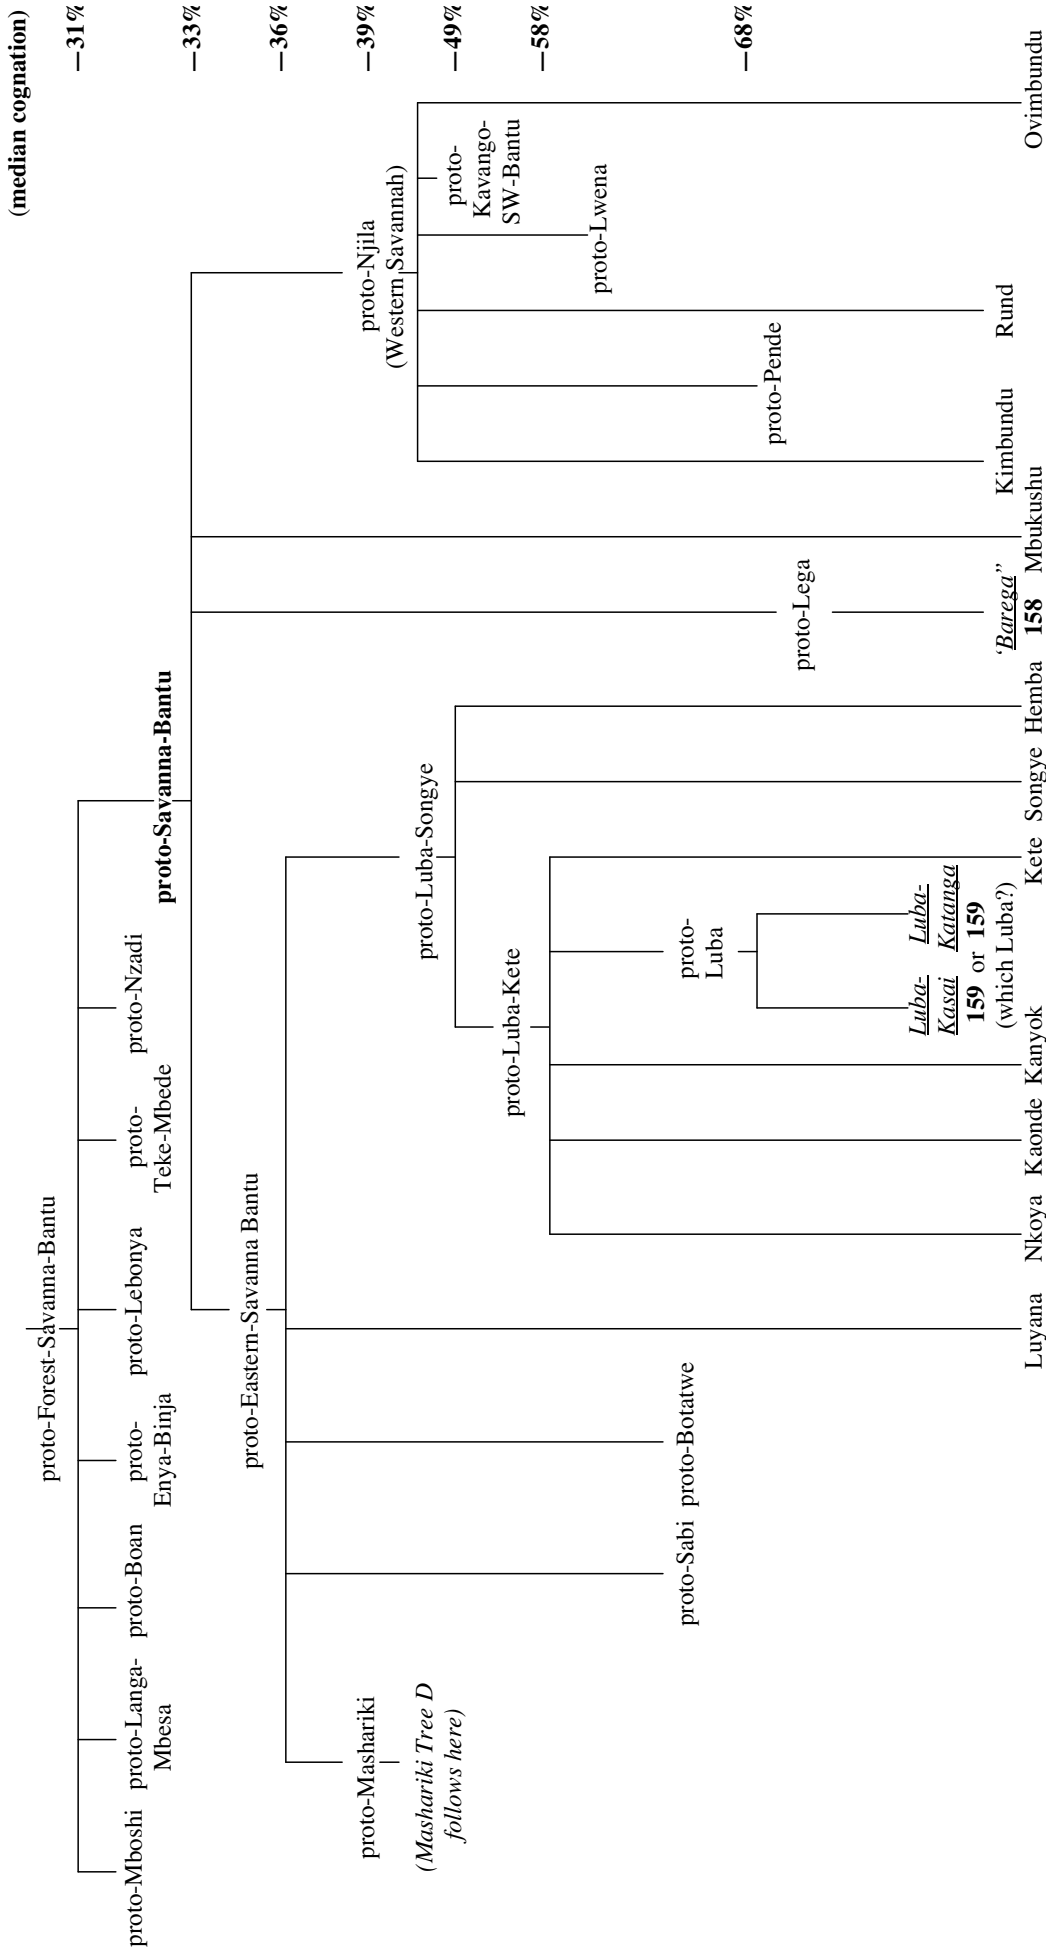 (median cognation)
—31%
—33%
—36%
—39%
—49%
—58%
—68%
proto-Forest-Savanna-Bantu
proto-Mboshi
proto-Langa-
Mbesa
proto-Boan
proto-
Enya-Binja
proto-Lebonya
proto-
Teke-Mbede
proto-Nzadi
proto-Savanna-Bantu
proto-Eastern-Savanna Bantu
proto-Mashariki
(Mashariki Tree D
follows here)
proto-Sabi
proto-Botatwe
proto-Luba-Songye
proto-Luba-Kete
proto-
Luba
Luba-
Kasai
Luba-
Katanga
159 or 159
(which Luba?)
proto-Lega
‘Barega”
158
proto-Njila
(Western Savannah)
proto-
Kavango-
SW-Bantu
proto-Lwena
proto-Pende
Kimbundu
Rund
Luyana
Nkoya
Kaonde
Kanyok
Kete
Songye
Hemba
Mbukushu
Ovimbundu